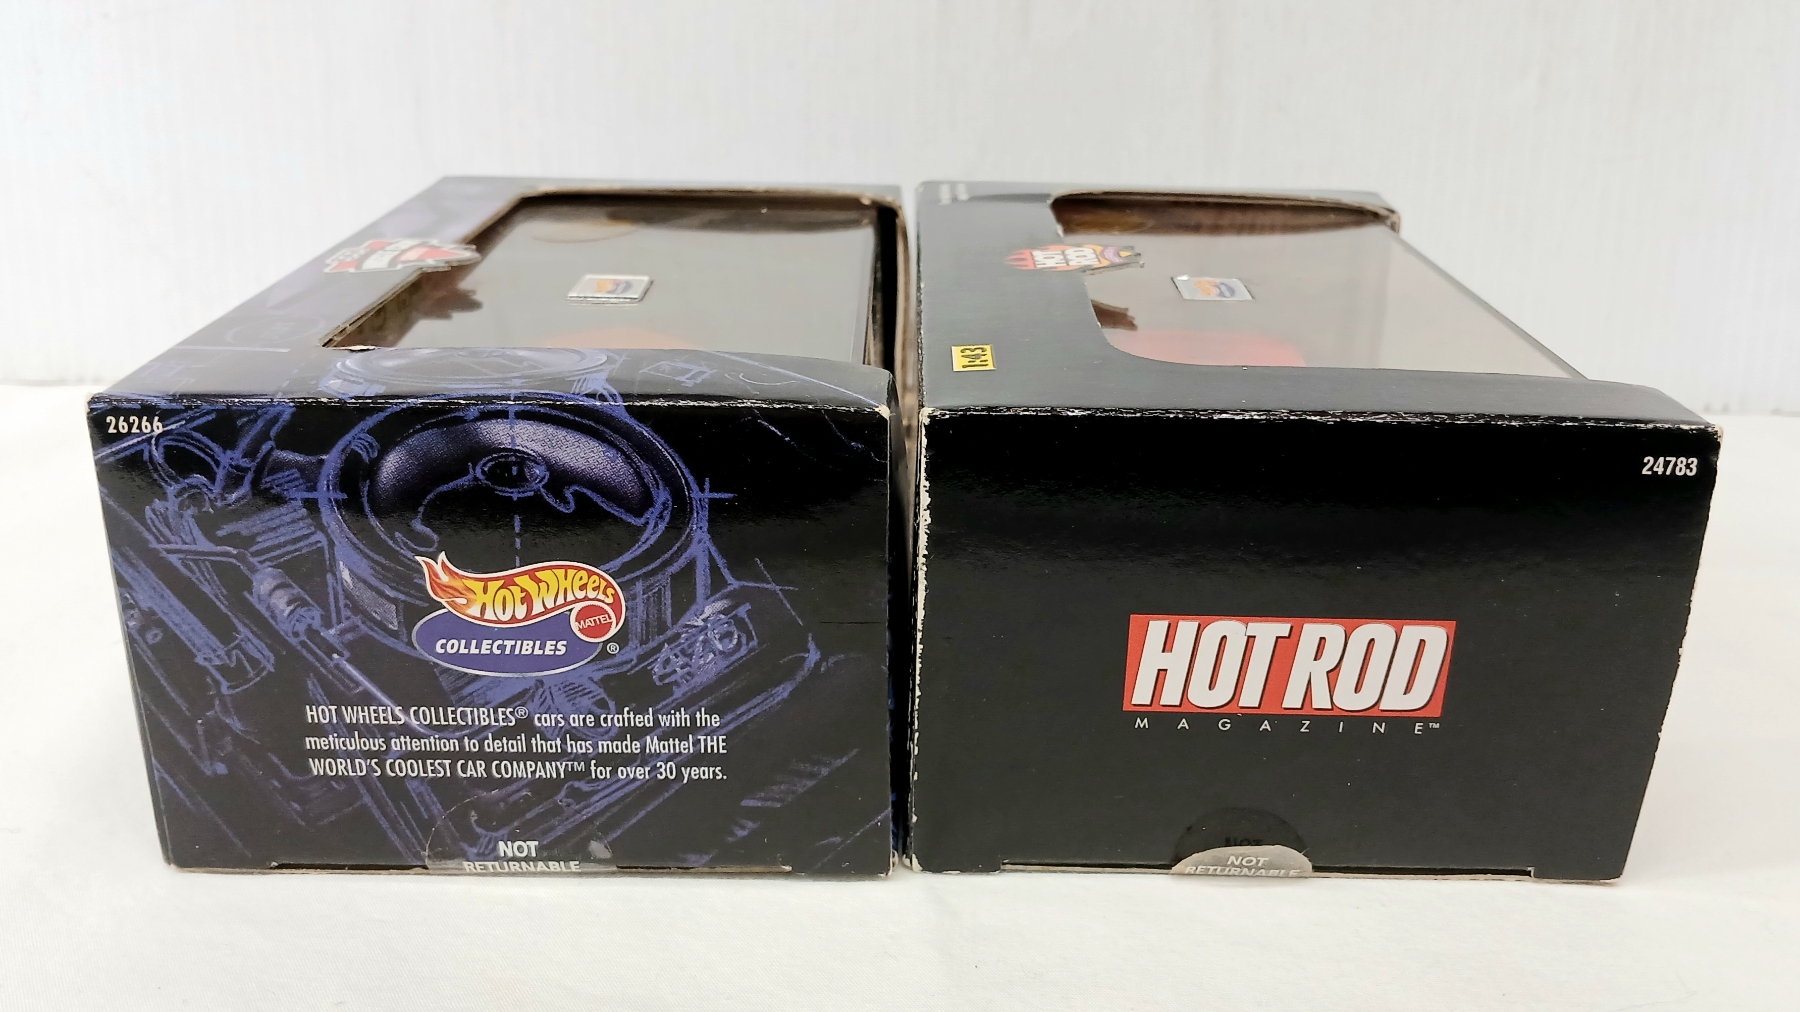 26266
Hot Wheels
MATTEL
COLLECTIBLES ®
HOT WHEELS COLLECTIBLES® cars are crafted with the
meticulous attention to detail that has made Mattel THE
WORLD'S COOLEST CAR COMPANY™ for over 30 years.
NOT
RETURNABLE
HOT
ROD
1:43
24783
HOT ROD
MAGAZINE™
NOT
RETURNABLE